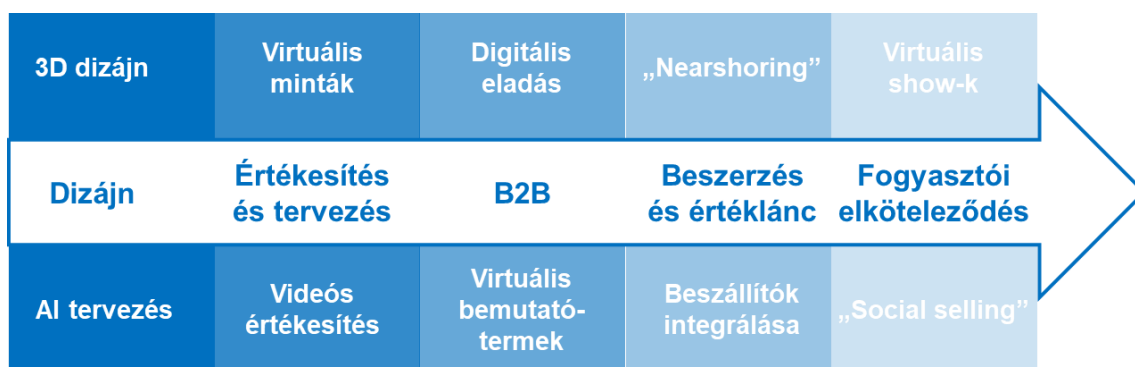 3D dizájn
Virtuális
minták
Digitális
eladás
„Nearshoring”
Virtuális
show-k
Dizájn
Értékesítés
és tervezés
B2B
Beszerzés
és értéklánc
Fogyasztói
elköteleződés
AI tervezés
Videós
értékesítés
Virtuális
bemutató-
termek
Beszállítók
integrálása
„Social selling”